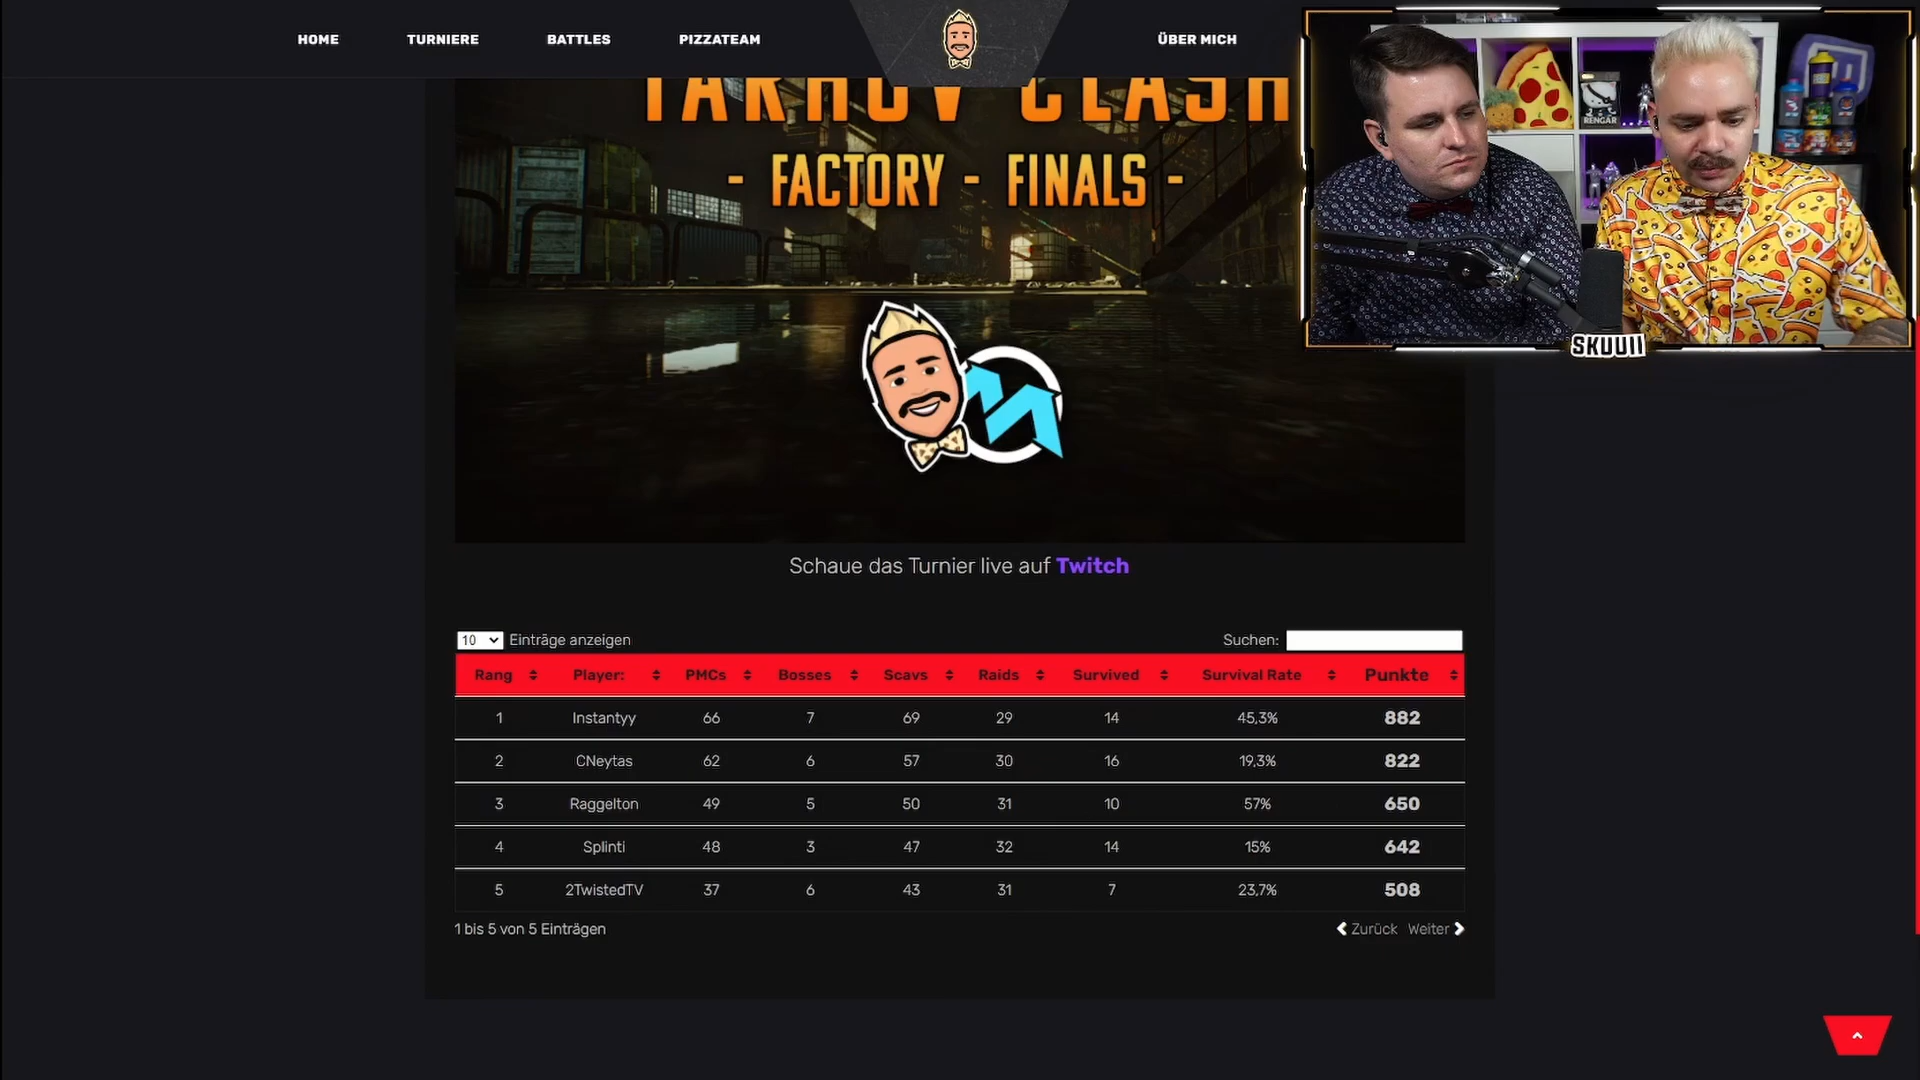 HOME TURNIERE BATTLES PIZZATEAM ÜBER MICH
TARKOV CLASH
- FACTORY - FINALS -
RENGAR
SKUUII
Schaue das Turnier live auf Twitch
10 Einträge anzeigen Suchen:
Rang Player: PMCs Bosses Scavs Raids Survived Survival Rate Punkte
1 Instantyy 66 7 69 29 14 45,3% 882
2 CNeytas 62 6 57 30 16 19,3% 822
3 Raggelton 49 5 50 31 10 57% 650
4 Splinti 48 3 47 32 14 15% 642
5 2TwistedTV 37 6 43 31 7 23,7% 508
1 bis 5 von 5 Einträgen Zurück Weiter